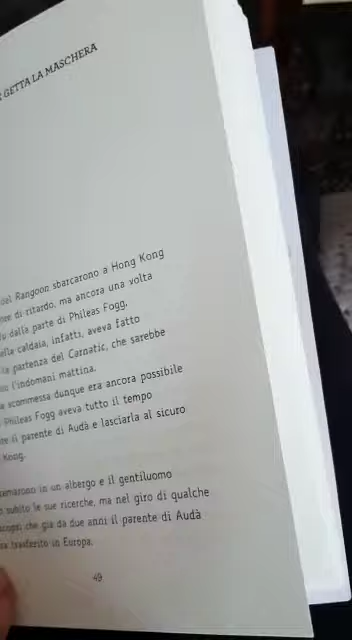 GETTA LA MASCHERA
del Rangoon sbarcarono a Hong Kong
di ritardo, ma ancora una volta
dalla parte di Phileas Fogg,
caldaia, infatti, aveva fatto
la partenza del Carnatic, che sarebbe
l'indomani mattina.
scommessa dunque era ancora possibile
Phileas Fogg aveva tutto il tempo
il parente di Audà e lasciarla al sicuro
Kong.
in un albergo e il gentiluomo
subito le sue ricerche, ma nel giro di qualche
che già da due anni il parente di Audà
trasferito in Europa.
49